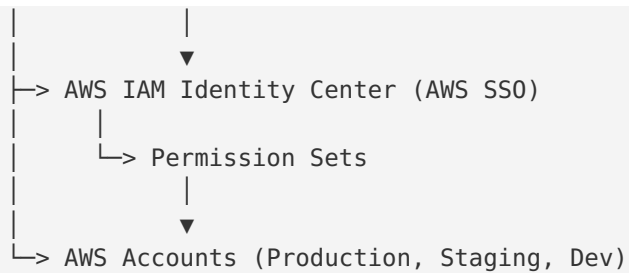 │         │
│         ▼
├─> AWS IAM Identity Center (AWS SSO)
│     │
│     └─> Permission Sets
│           │
│           ▼
└─> AWS Accounts (Production, Staging, Dev)